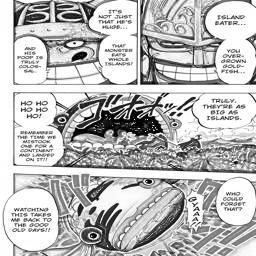 IT'S
NOT JUST
THAT HE'S
HUGE...
AND
HIS
POOP IS
TRULY
COLOS-
SAL.
THAT
MONSTER
EATS
WHOLE
ISLANDS!
ISLAND
EATER...
YOU
OVER-
GROWN
GOLD-
FISH...
HO HO
HO HO
HO!
REMEMBER
THE TIME WE
MISTOOK
ONE FOR A
CONTINENT
AND LANDED
ON IT!!
TRULY.
THEY'RE AS
BIG AS
ISLANDS.
WATCHING
THIS TAKES
ME BACK TO
THE GOOD
OLD DAYS!!
GYAAA!
WHO
COULD
FORGET
THAT?